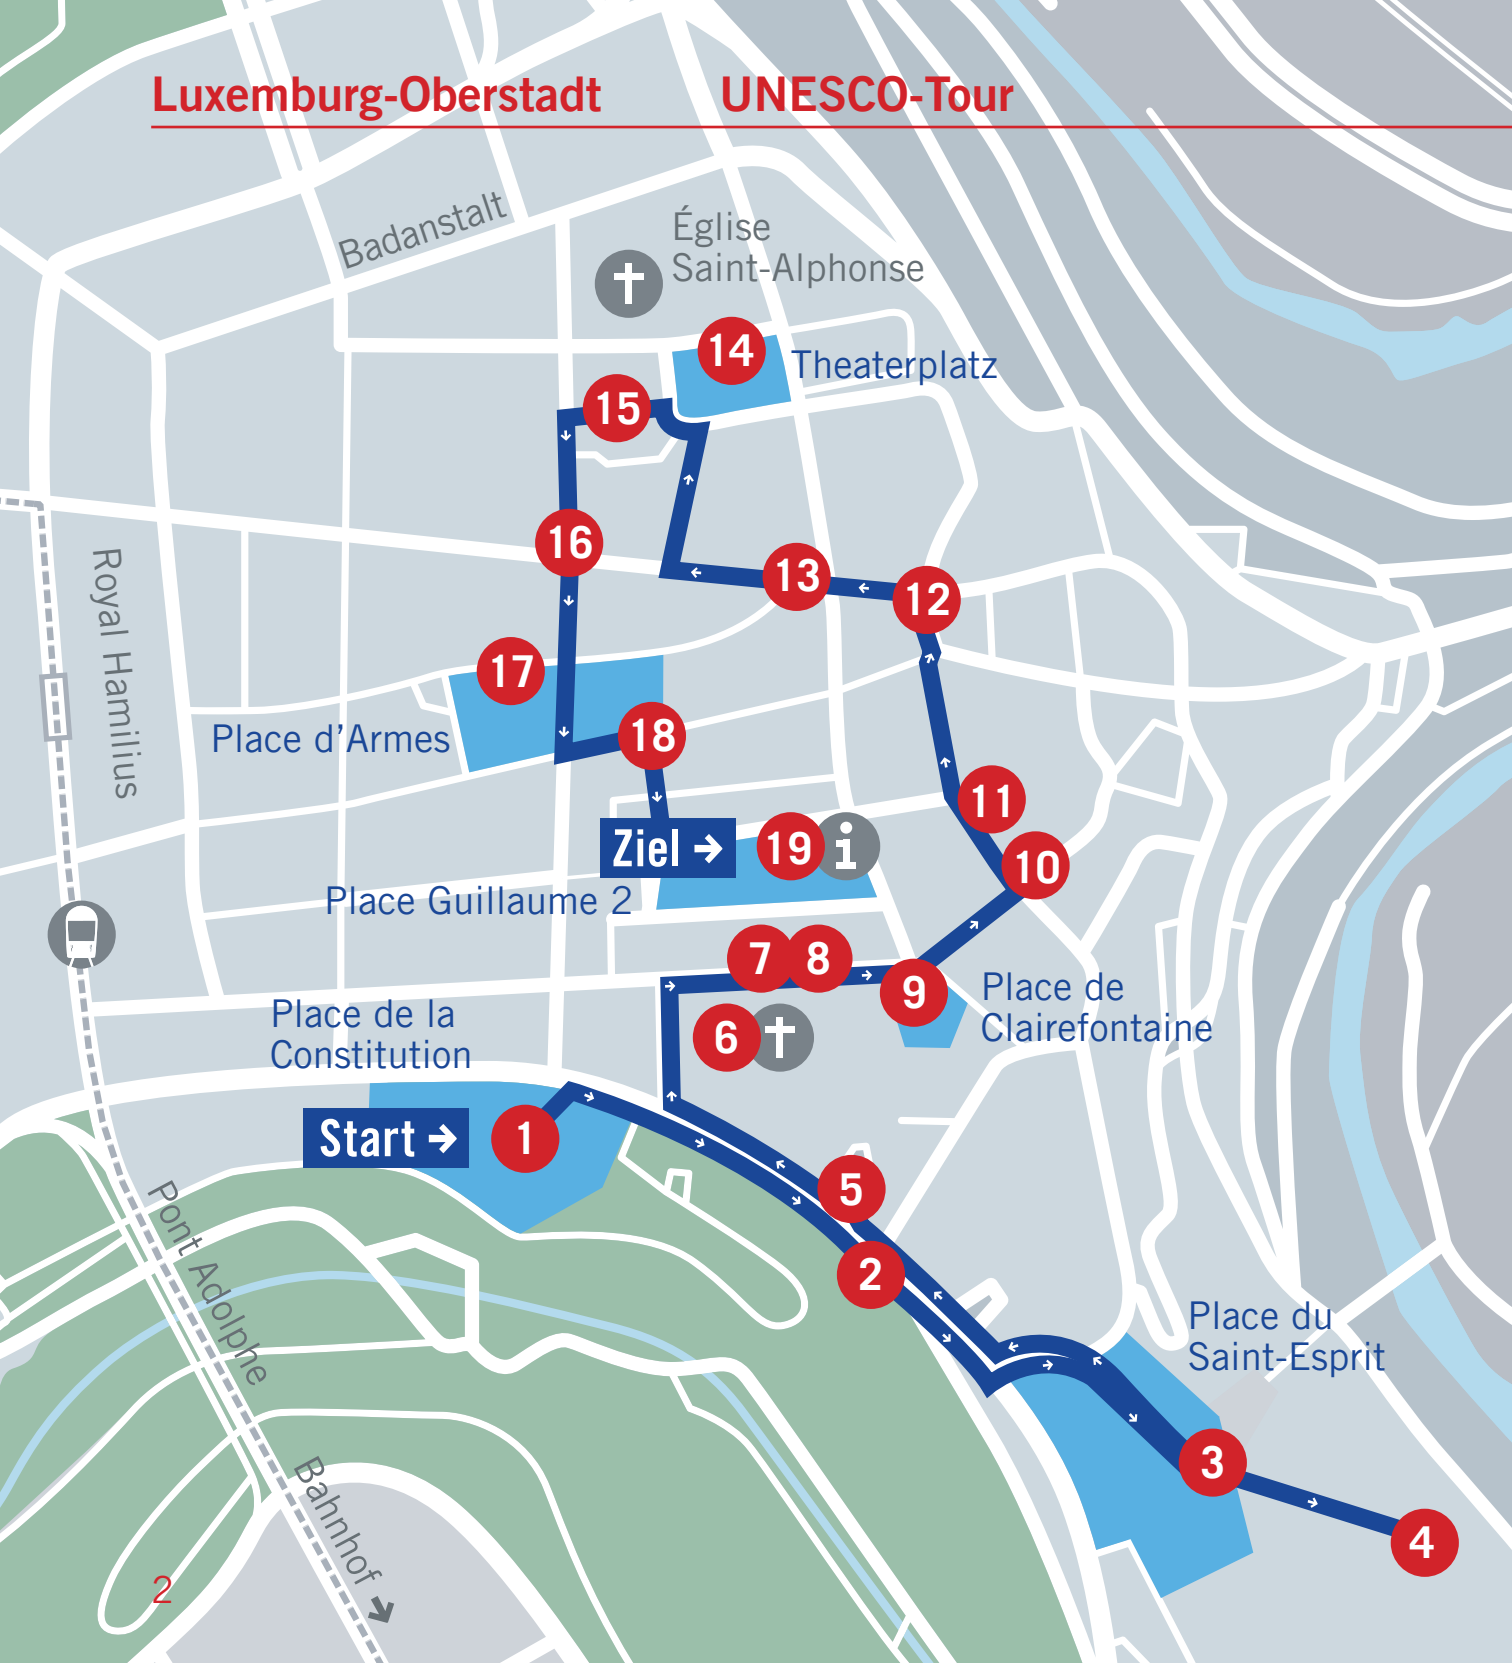 Luxemburg-Oberstadt
UNESCO-Tour
Badanstalt
Église
Saint-Alphonse
14
Theaterplatz
15
16
13
12
Royal Hamilius
17
18
Place d'Armes
11
Ziel
19
i
10
Place Guillaume 2
7
8
9
Place de
Clairefontaine
6
Place de la
Constitution
Start
1
5
2
Pont Adolphe
Place du
Saint-Esprit
3
4
Bahnhof
2